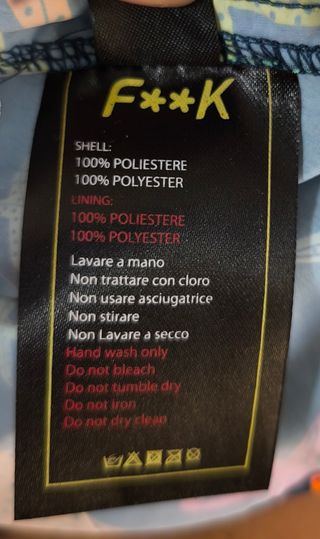 F**K
SHELL:
100% POLIESTERE
100% POLYESTER
LINING:
100% POLIESTERE
100% POLYESTER
Lavare a mano
Non trattare con cloro
Non usare asciugatrice
Non stirare
Non Lavare a secco
Hand wash only
Do not bleach
Do not tumble dry
Do not iron
Do not dry clean